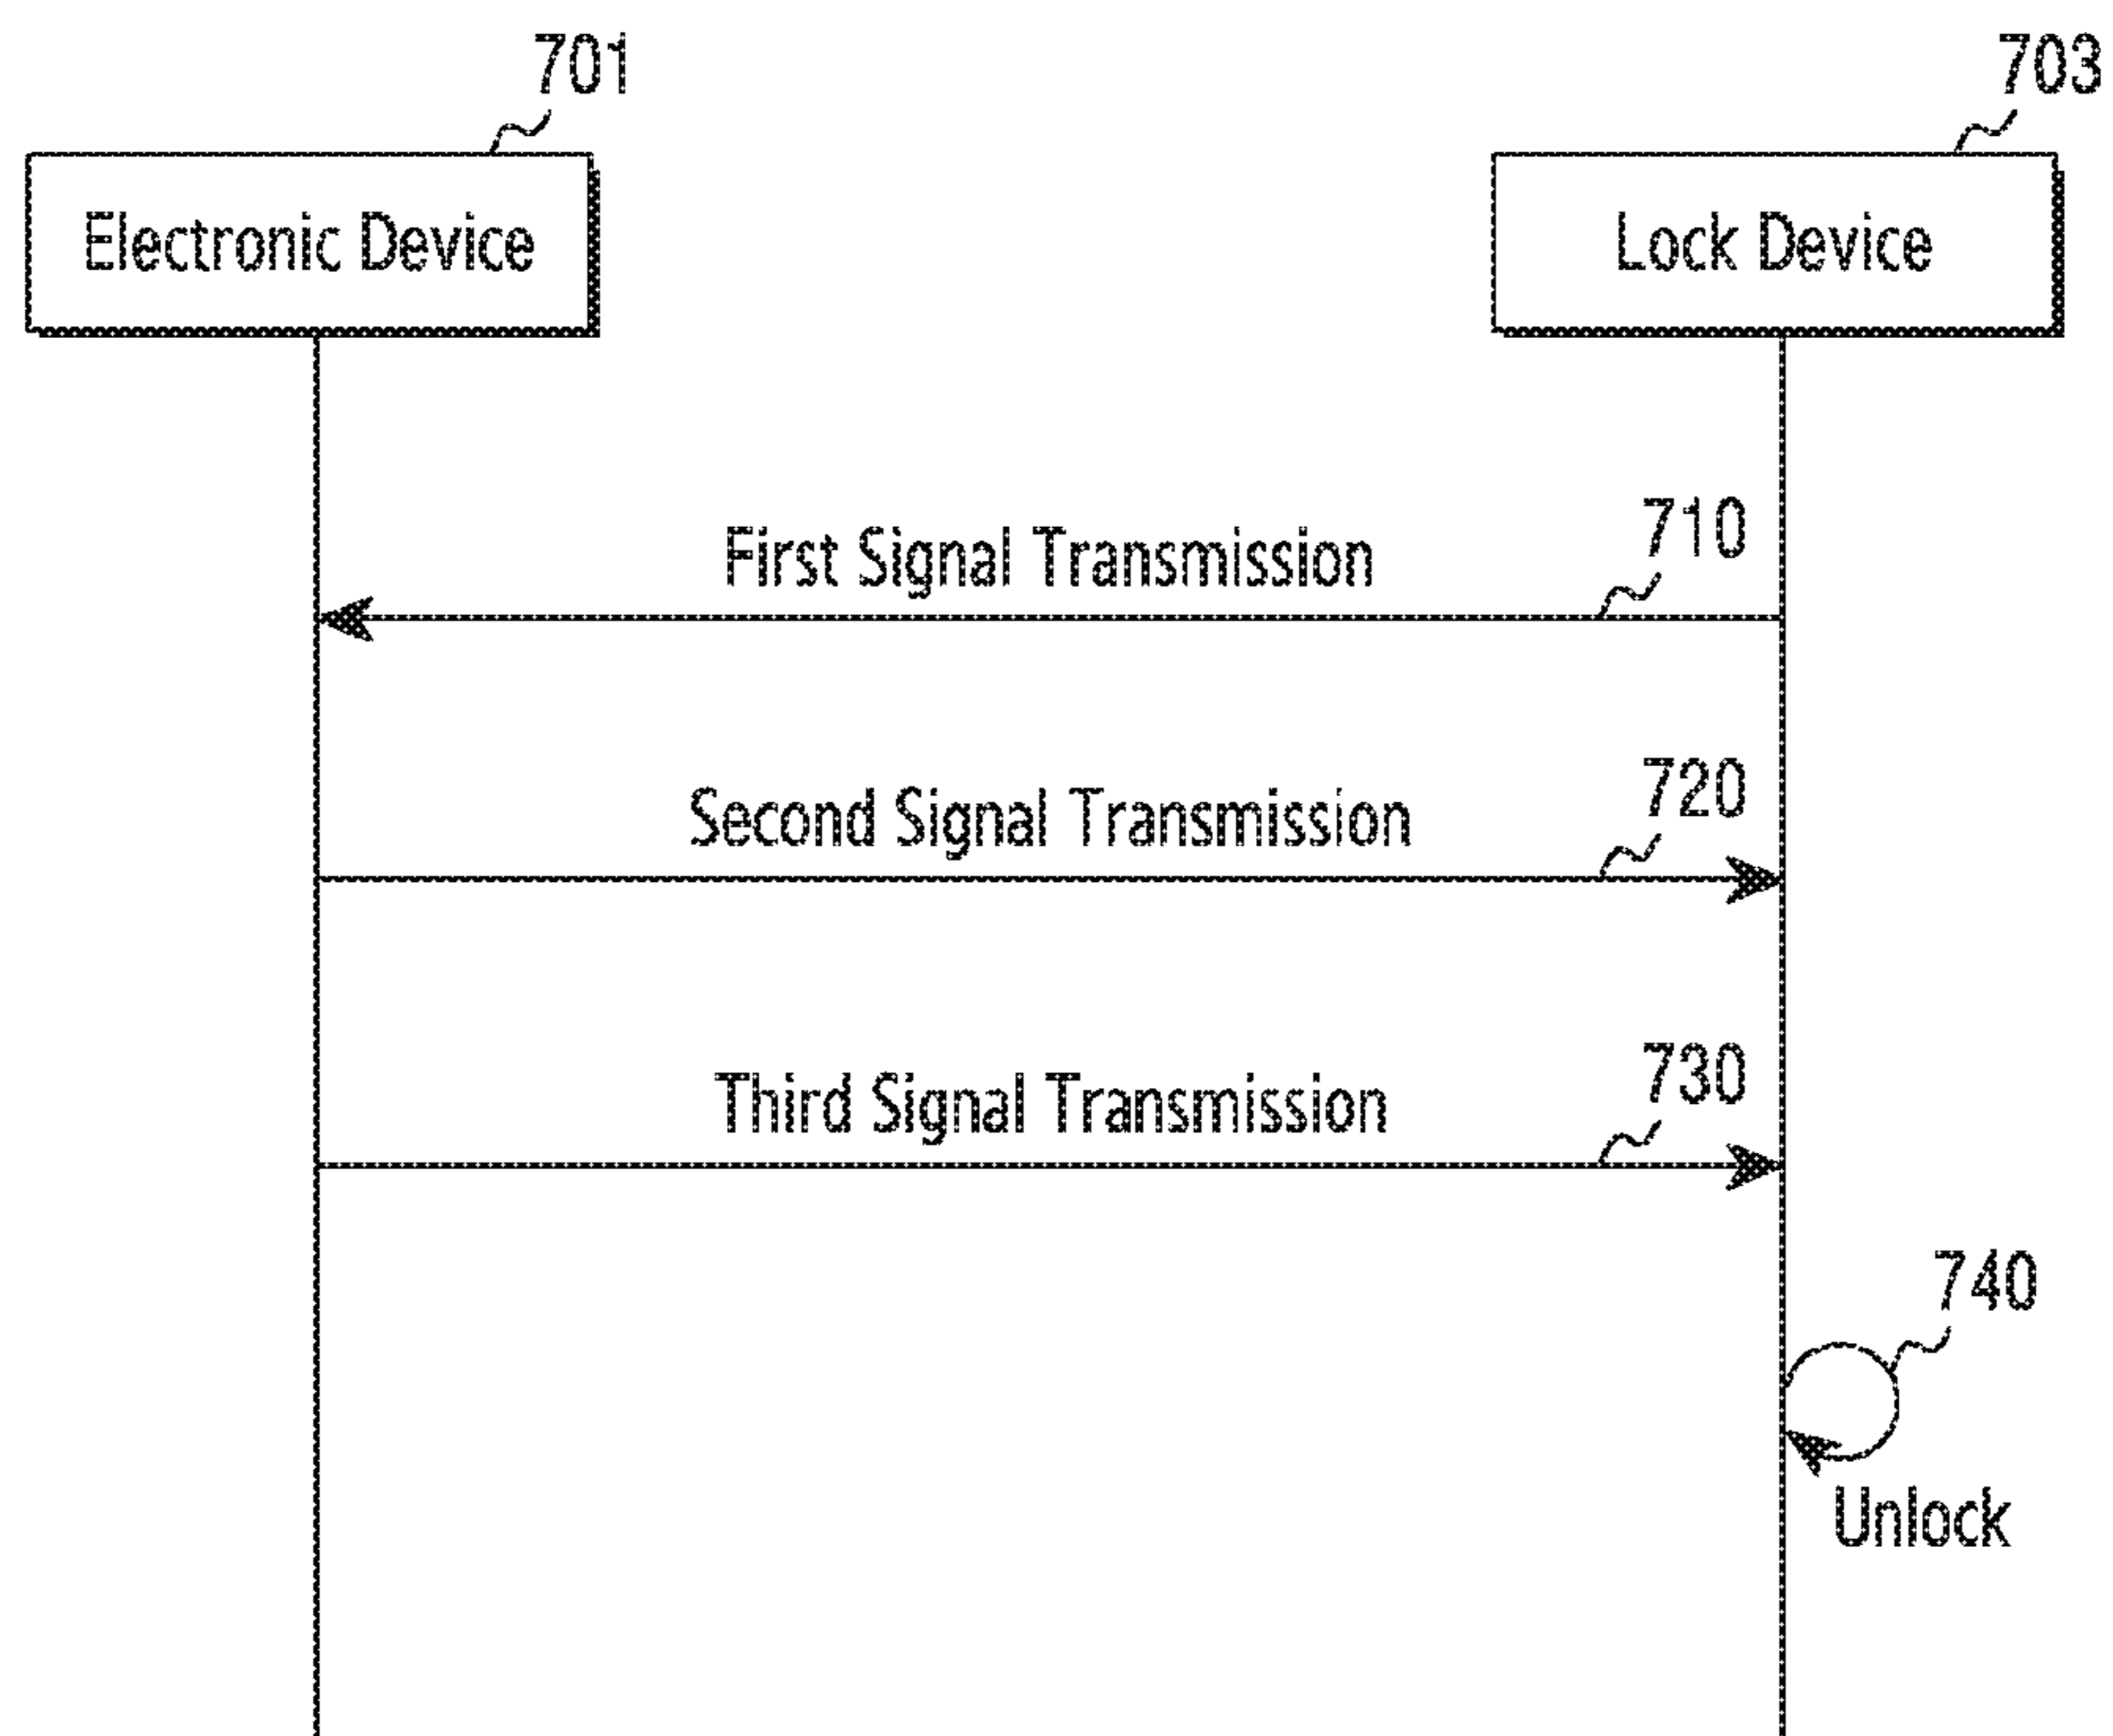 701
703
Electronic Device
Lock Device
710
First Signal Transmission
720
Second Signal Transmission
730
Third Signal Transmission
740
Unlock